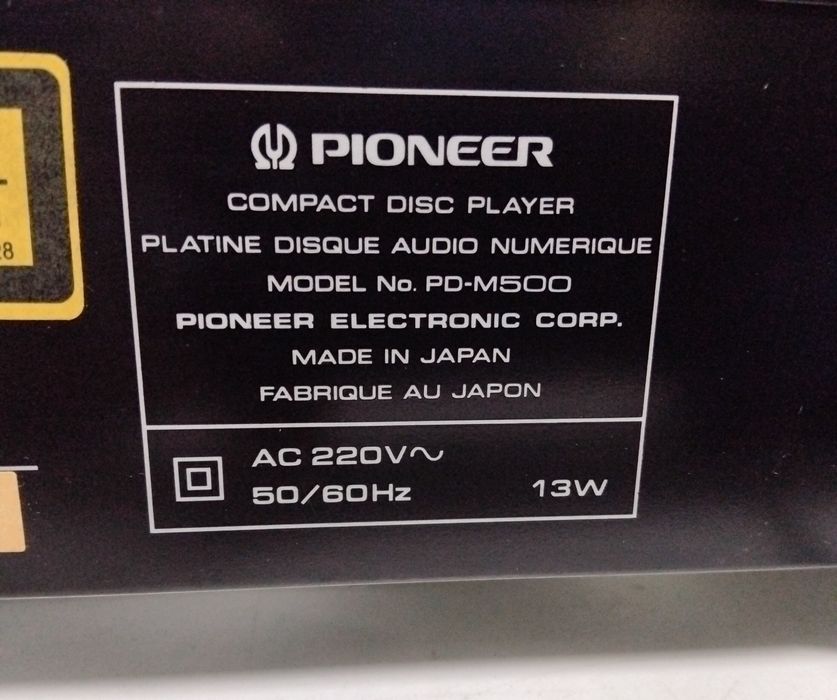 PIONEER
COMPACT DISC PLAYER
PLATINE DISQUE AUDIO NUMERIQUE
MODEL No. PD-M500
PIONEER ELECTRONIC CORP.
MADE IN JAPAN
FABRIQUE AU JAPON
AC 220V~
50/60Hz
13W